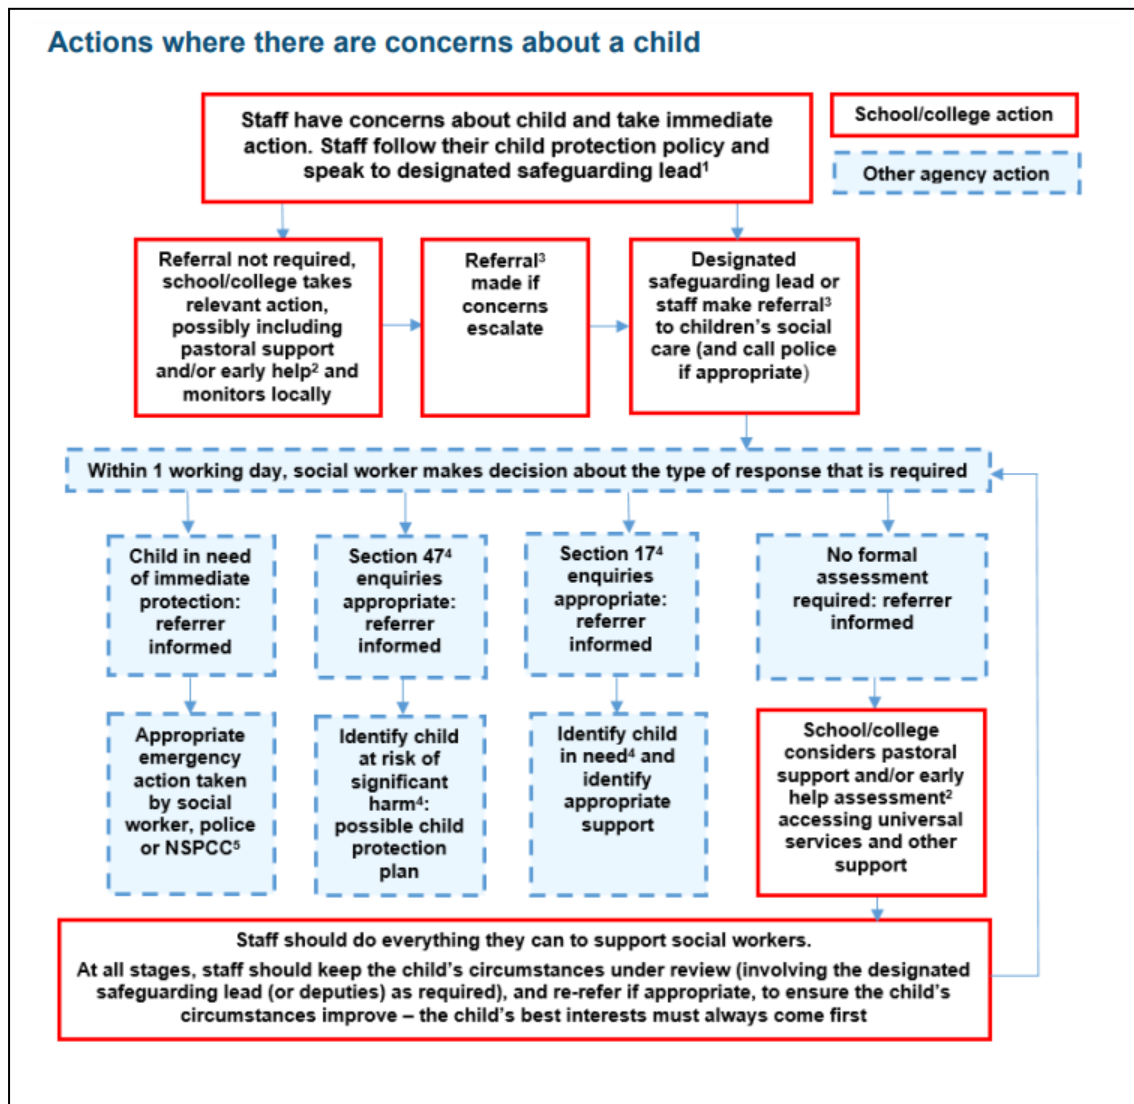 Actions where there are concerns about a child
Staff have concerns about child and take immediate
action. Staff follow their child protection policy and
speak to designated safeguarding lead¹
School/college action
Other agency action
Referral not required,
school/college takes
relevant action,
possibly including
pastoral support
and/or early help² and
monitors locally
Referral³
made if
concerns
escalate
Designated
safeguarding lead or
staff make referral³
to children’s social
care (and call police
if appropriate)
Within 1 working day, social worker makes decision about the type of response that is required
Child in need
of immediate
protection:
referrer
informed
Section 47⁴
enquiries
appropriate:
referrer
informed
Section 17⁴
enquiries
appropriate:
referrer
informed
No formal
assessment
required: referrer
informed
Appropriate
emergency
action taken
by social
worker, police
or NSPCC⁵
Identify child
at risk of
significant
harm⁴:
possible child
protection
plan
Identify child
in need⁴ and
identify
appropriate
support
School/college
considers pastoral
support and/or early
help assessment²
accessing universal
services and other
support
Staff should do everything they can to support social workers.
At all stages, staff should keep the child’s circumstances under review (involving the designated
safeguarding lead (or deputies) as required), and re-refer if appropriate, to ensure the child’s
circumstances improve – the child’s best interests must always come first